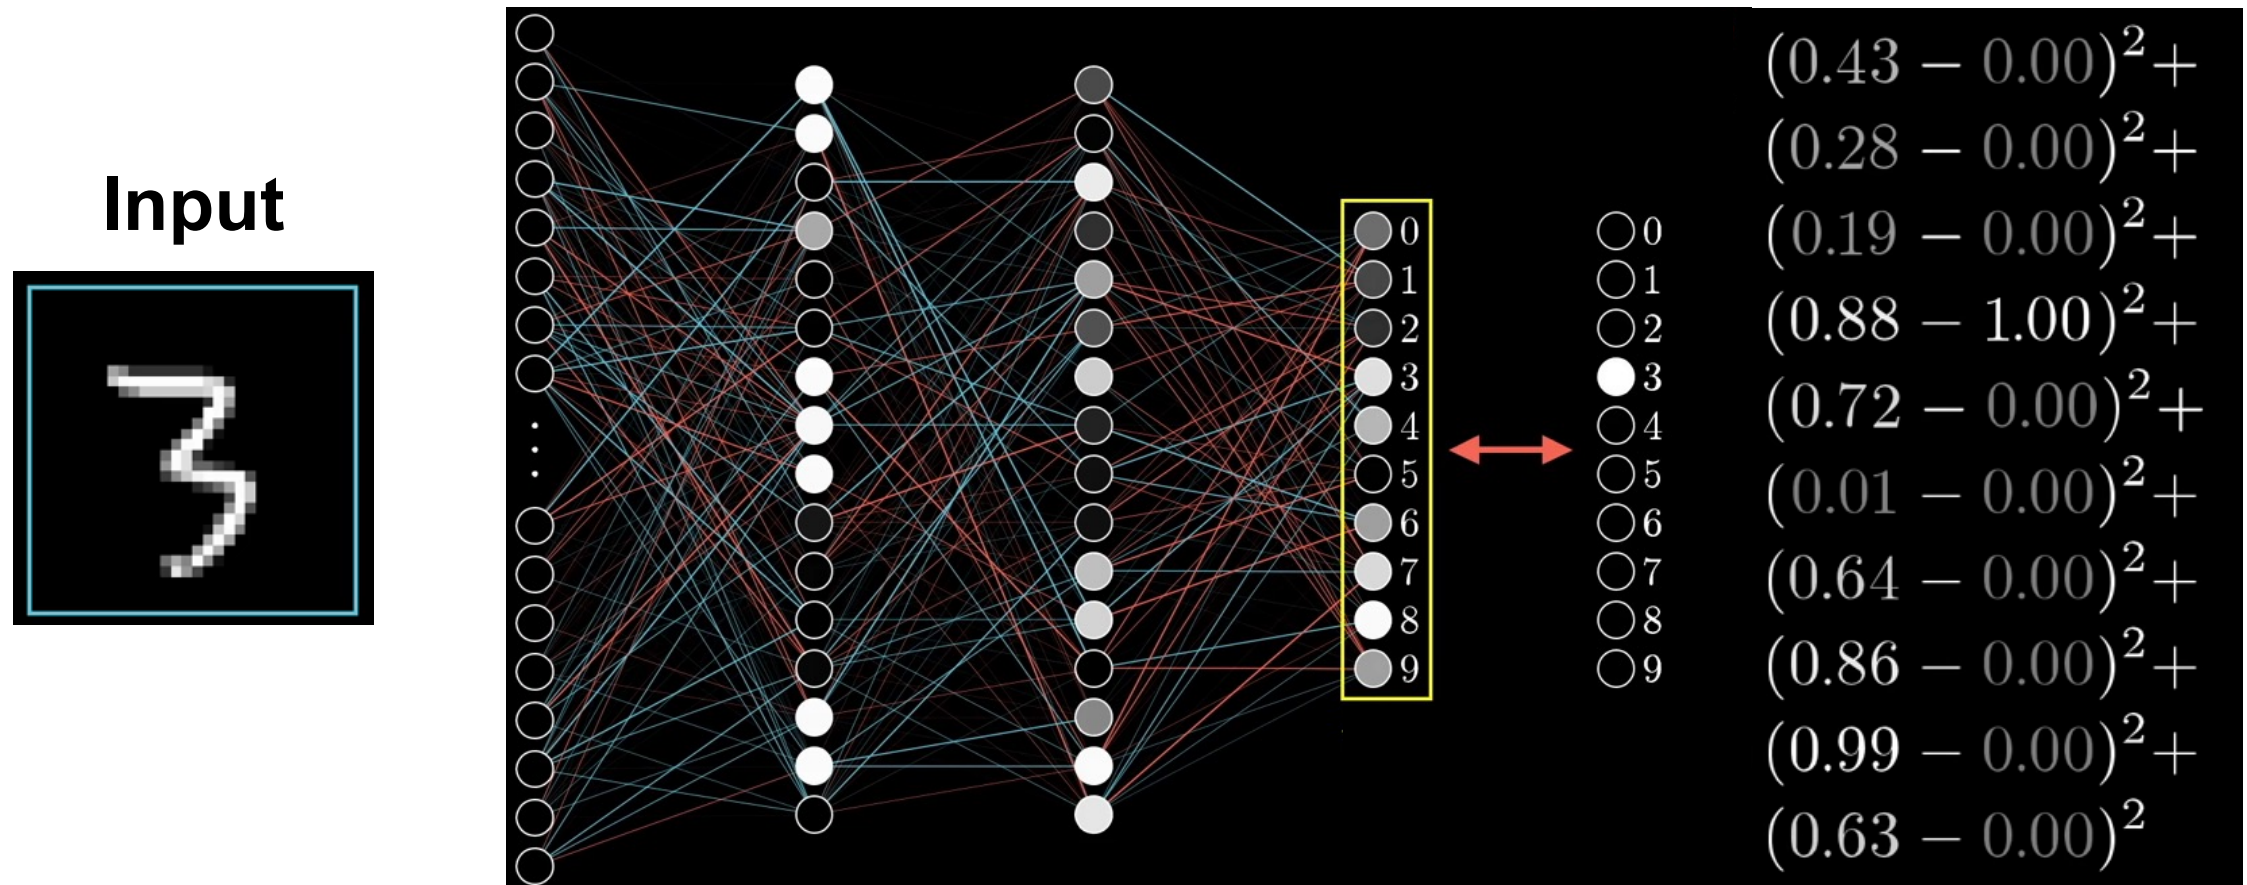 Input
0
1
2
3
4
5
6
7
8
9
0
1
2
3
4
5
6
7
8
9
(0.43 − 0.00)²+
(0.28 − 0.00)²+
(0.19 − 0.00)²+
(0.88 − 1.00)²+
(0.72 − 0.00)²+
(0.01 − 0.00)²+
(0.64 − 0.00)²+
(0.86 − 0.00)²+
(0.99 − 0.00)²+
(0.63 − 0.00)²